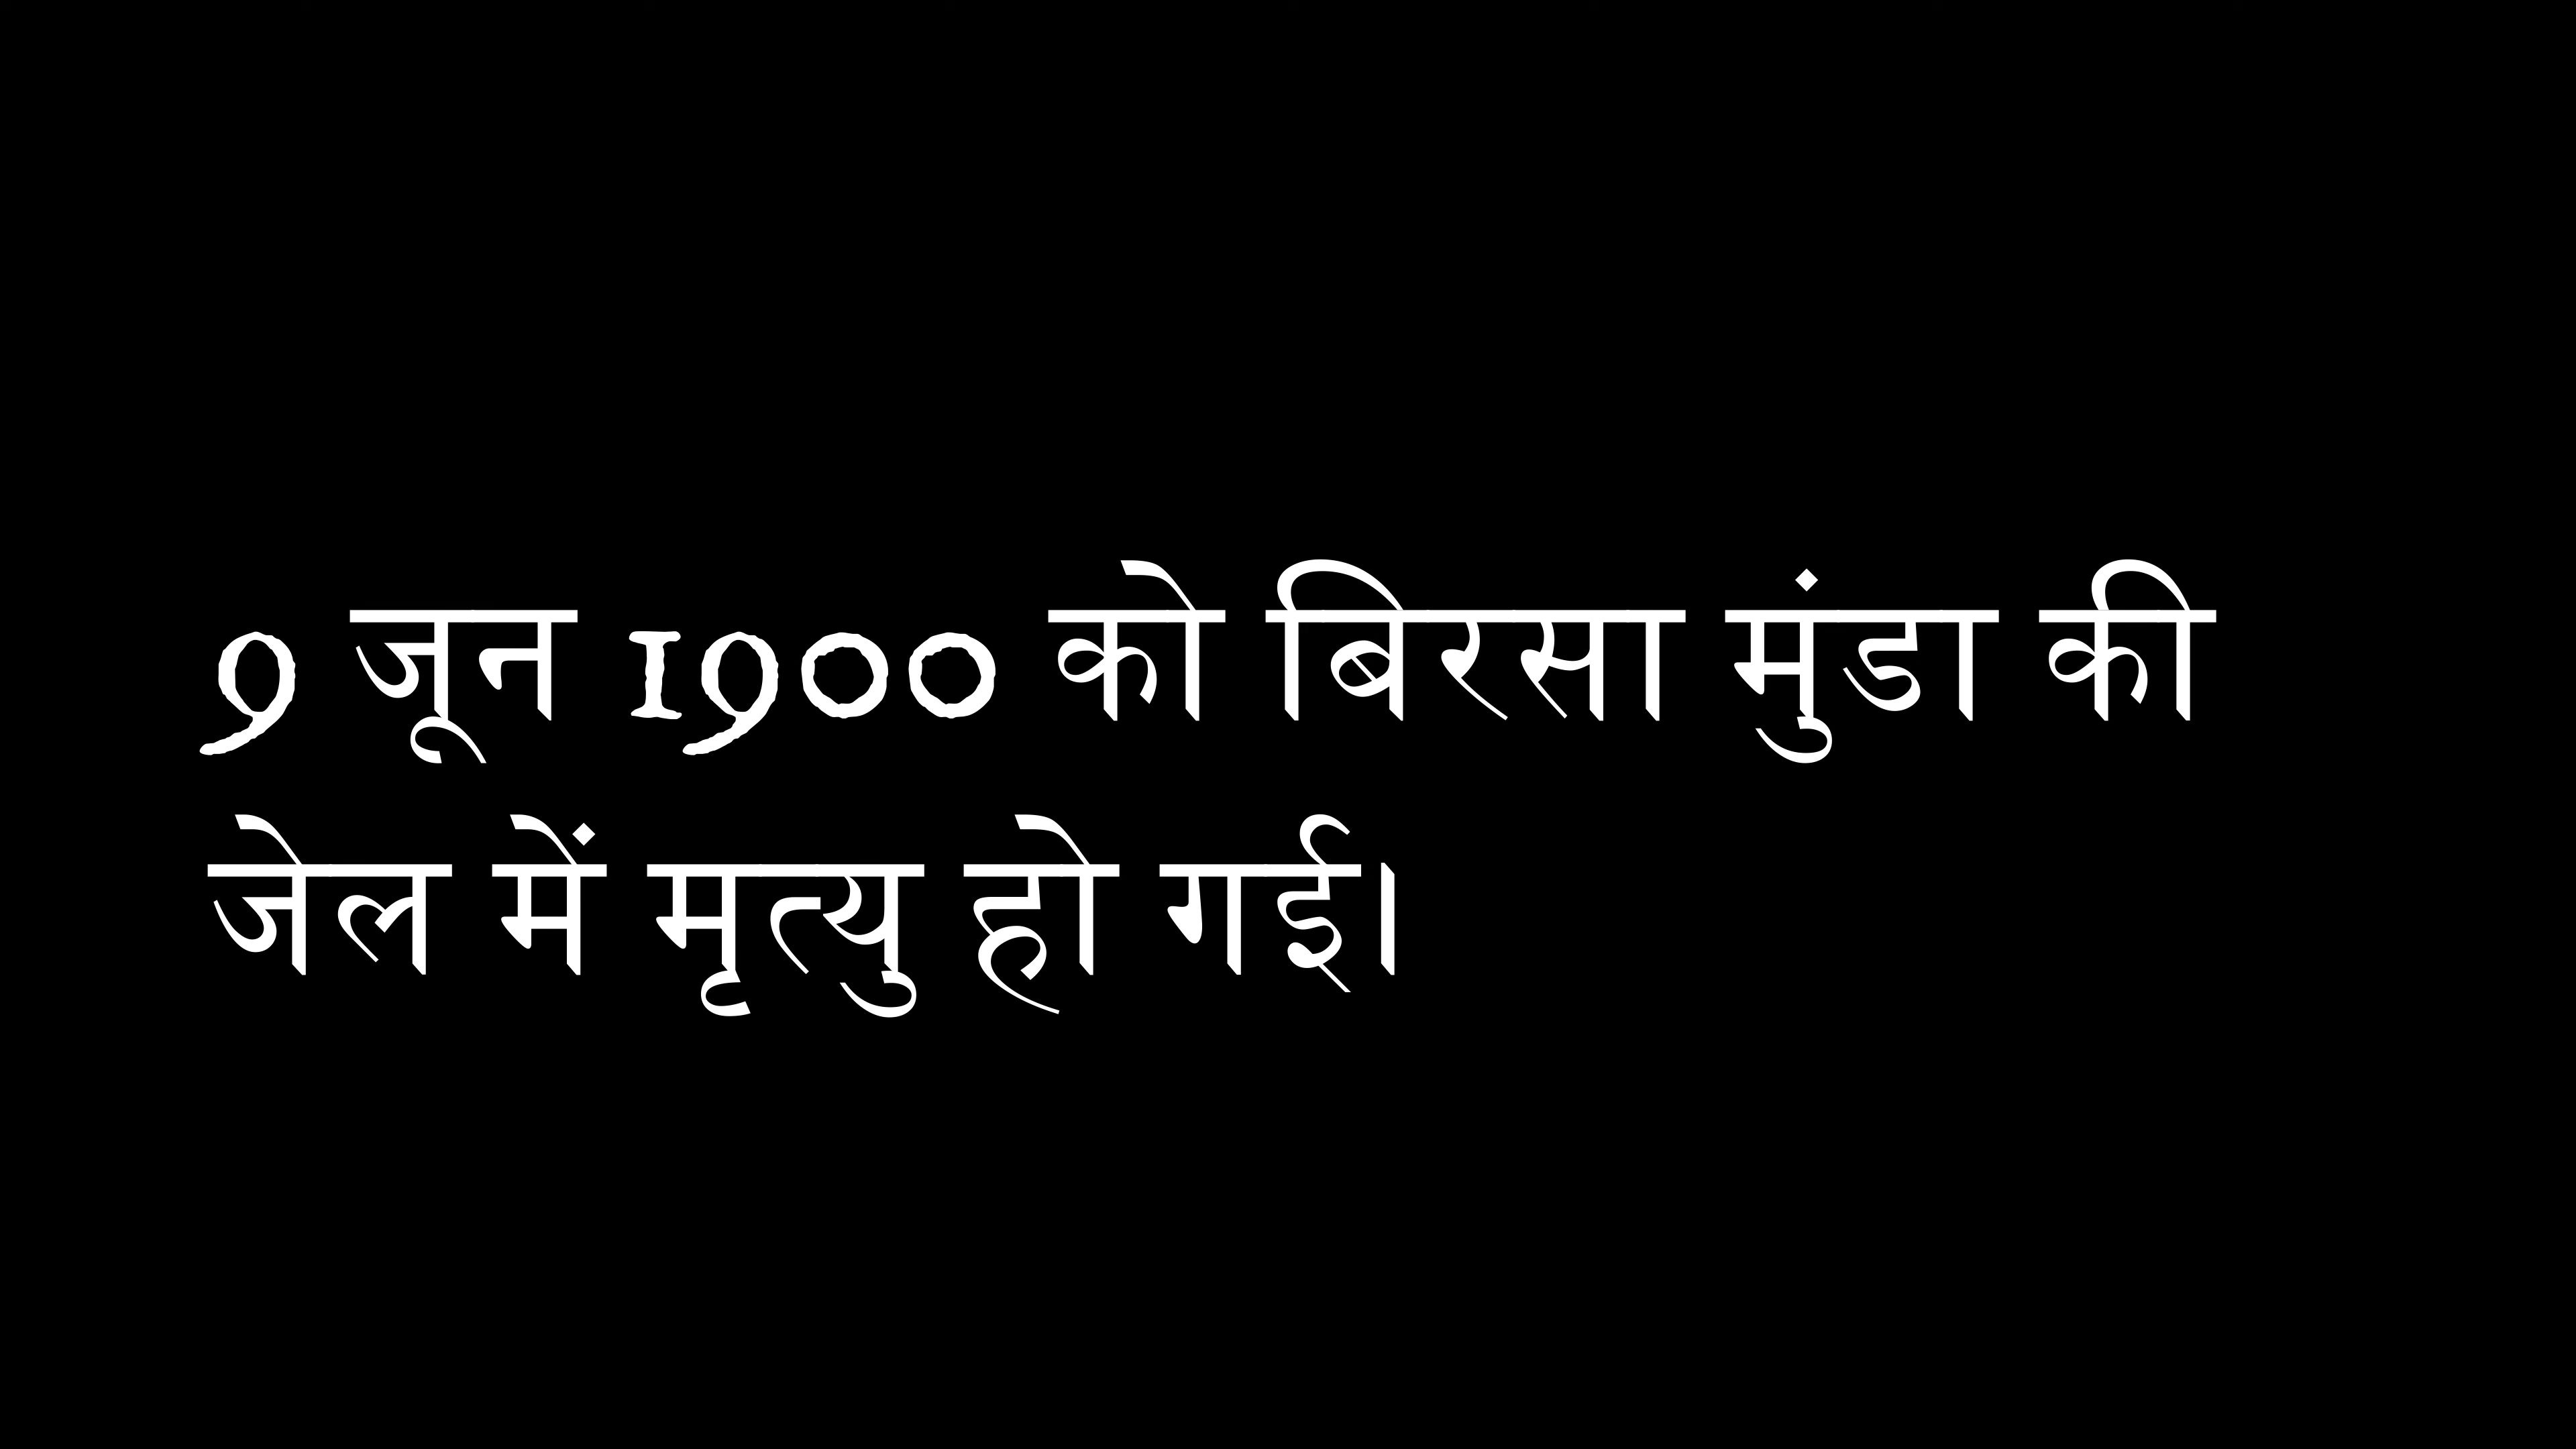 9 जून 1900 को बिरसा मुंडा की
जेल में मृत्यु हो गई।